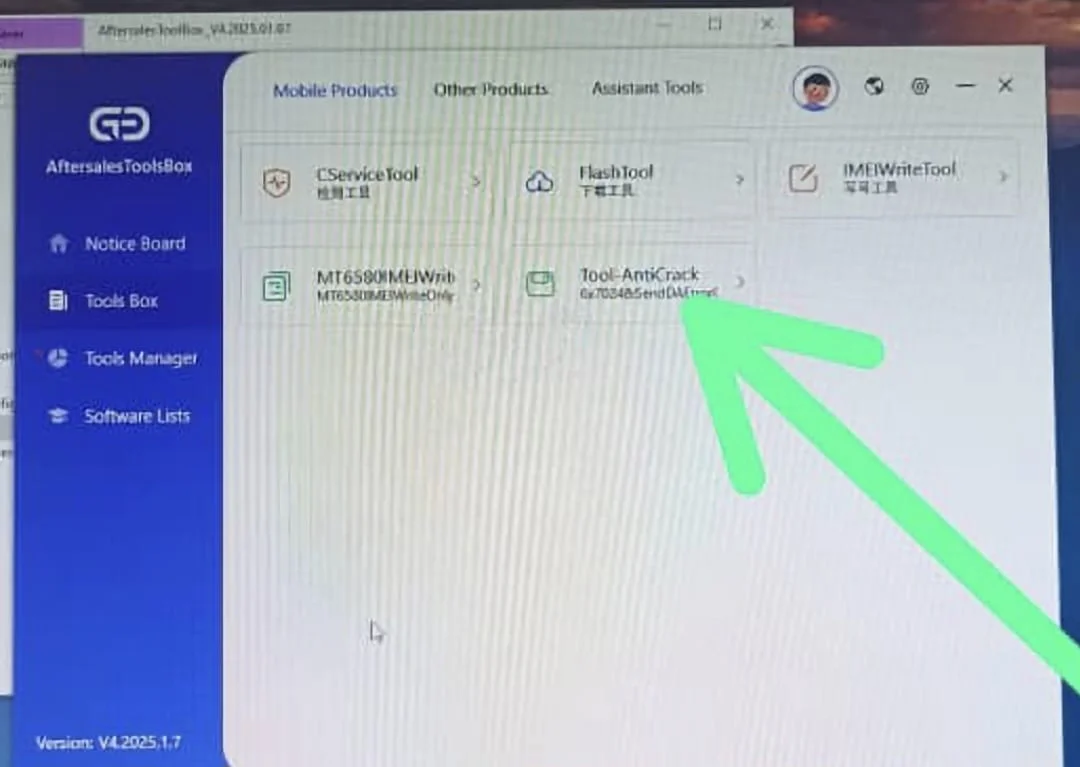 AftersalesToolBox_V4.2025.01.07
Mobile Products
Other Products
Assistant Tools
AftersalesToolsBox
CServiceTool
检测工具
FlashTool
下载工具
IMEIWriteTool
写号工具
Notice Board
MT6580IMEIWrit
MT6580IMEIWriteOnly
Tool-AntiCrack
Tools Box
Tools Manager
Software Lists
Version: V4.2025.1.7